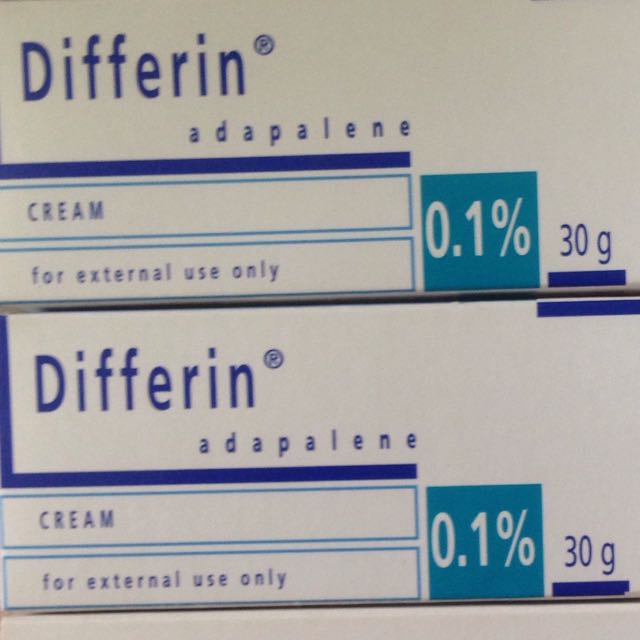 Differin®
adapalene
CREAM
0.1%
30 g
for external use only
Differin®
adapalene
CREAM
0.1%
30 g
for external use only